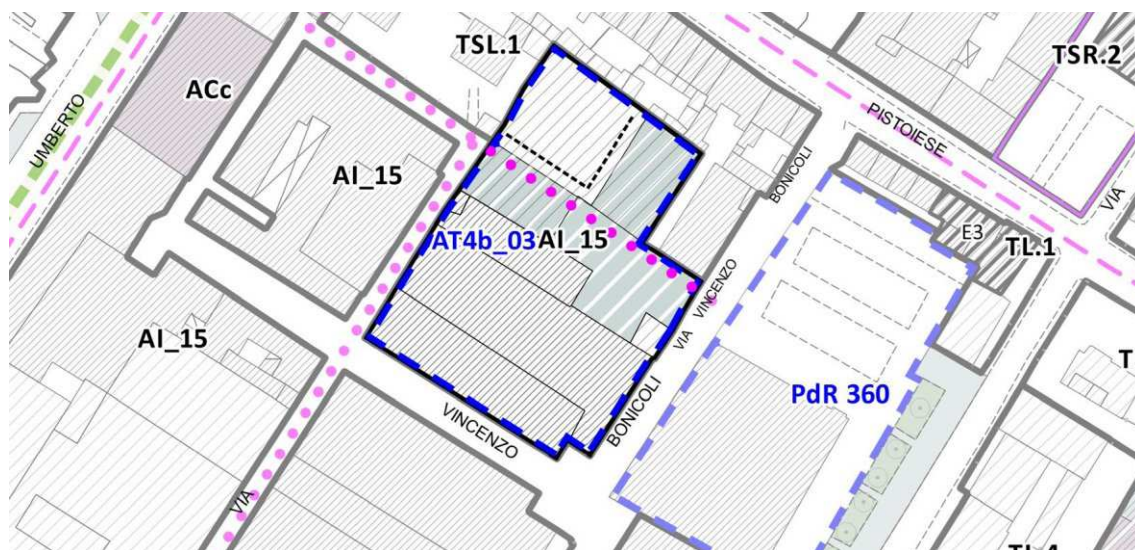 TSL.1
TSR.2
ACc
UMBERTO
PISTOIESE
BONICOLI
VIA
AI_15
E3
TL.1
AT4b_03
AI_15
VINCENZO
VIA
AI_15
T
PdR 360
BONICOLI
VINCENZO
VIA